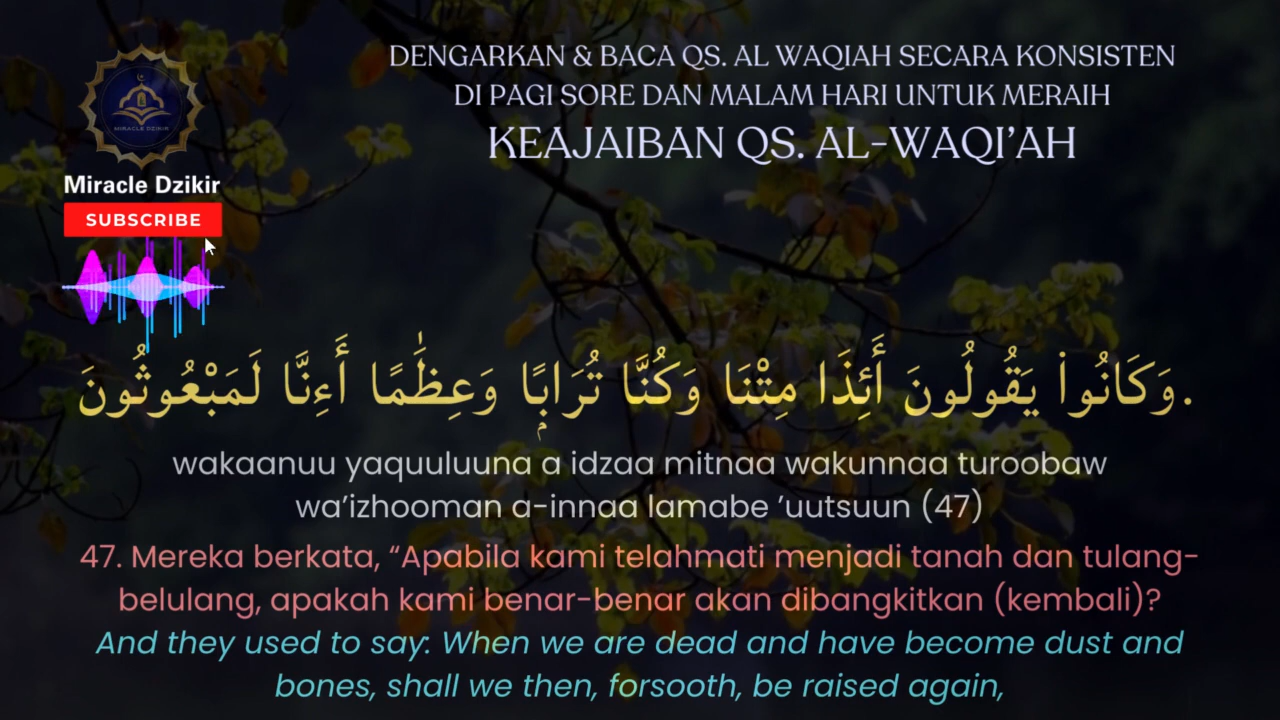 DENGARKAN & BACA QS. AL WAQIAH SECARA KONSISTEN
DI PAGI SORE DAN MALAM HARI UNTUK MERAIH
KEAJAIBAN QS. AL-WAQI’AH
MIRACLE DZIKIR
Miracle Dzikir
SUBSCRIBE
وَكَانُوا۟ يَقُولُونَ أَئِذَا مِتْنَا وَكُنَّا تُرَابًۭا وَعِظَٰمًا أَءِنَّا لَمَبْعُوثُونَ.
wakaanuu yaquuluuna a idzaa mitnaa wakunnaa turoobaw
wa’izhooman a-innaa lamabe ’uutsuun (47)
47. Mereka berkata, “Apabila kami telahmati menjadi tanah dan tulang-
belulang, apakah kami benar-benar akan dibangkitkan (kembali)?
And they used to say: When we are dead and have become dust and
bones, shall we then, forsooth, be raised again,